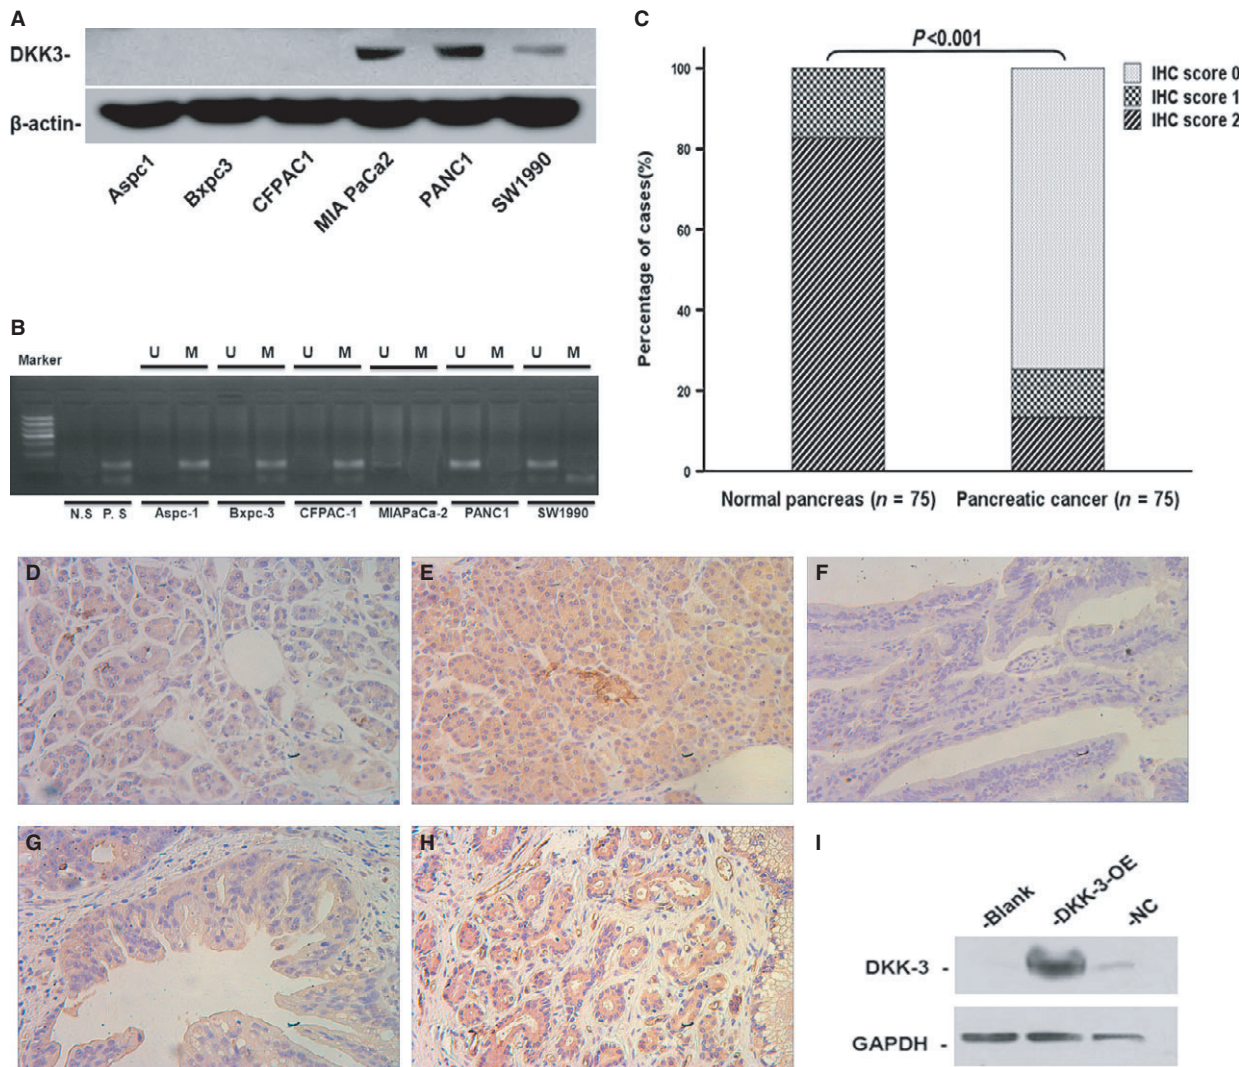 A
DKK3-
β-actin-
Aspc1
Bxpc3
CFPAC1
MIA PaCa2
PANC1
SW1990
B
Marker
U M U M U M U M U M U M
N.S P. S Aspc-1 Bxpc-3 CFPAC-1 MIAPaCa-2 PANC1 SW1990
C
P<0.001
IHC score 0
IHC score 1
IHC score 2
Percentage of cases(%)
100
80
60
40
20
0
Normal pancreas (n = 75) Pancreatic cancer (n = 75)
D
E
F
G
H
I
-Blank
-DKK-3-OE
-NC
DKK-3 -
GAPDH -